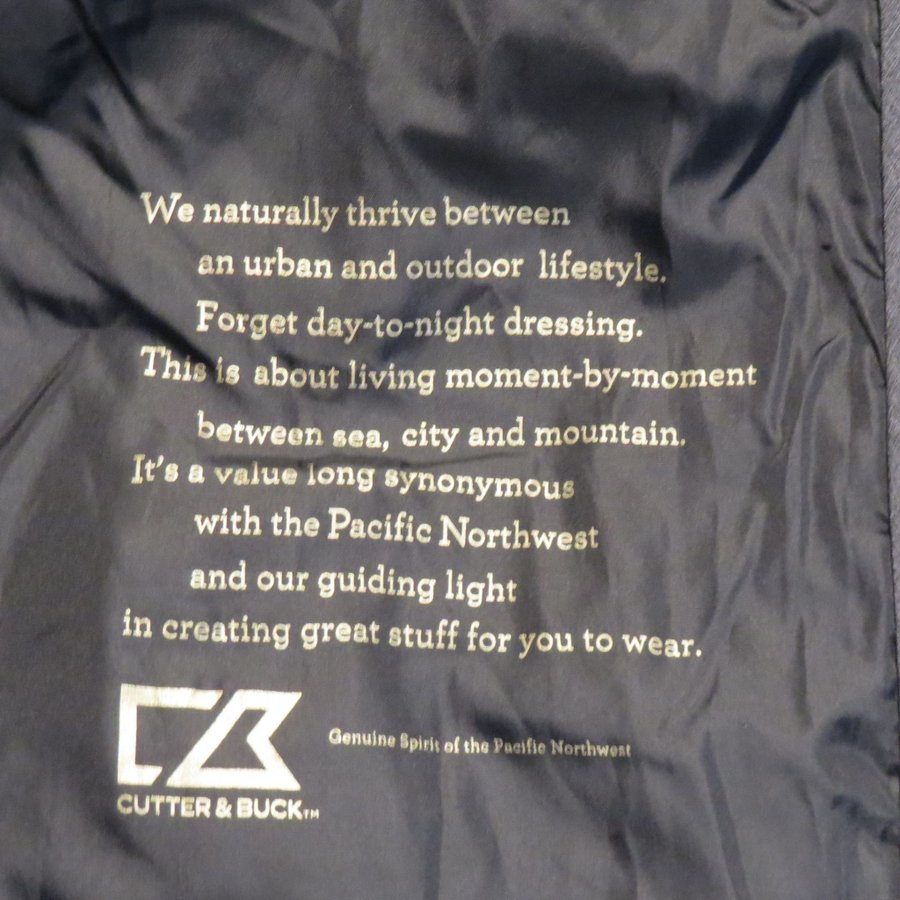 We naturally thrive between
an urban and outdoor lifestyle.
Forget day-to-night dressing.
This is about living moment-by-moment
between sea, city and mountain.
It's a value long synonymous
with the Pacific Northwest
and our guiding light
in creating great stuff for you to wear.
CB
Genuine Spirit of the Pacific Northwest
CUTTER & BUCK™